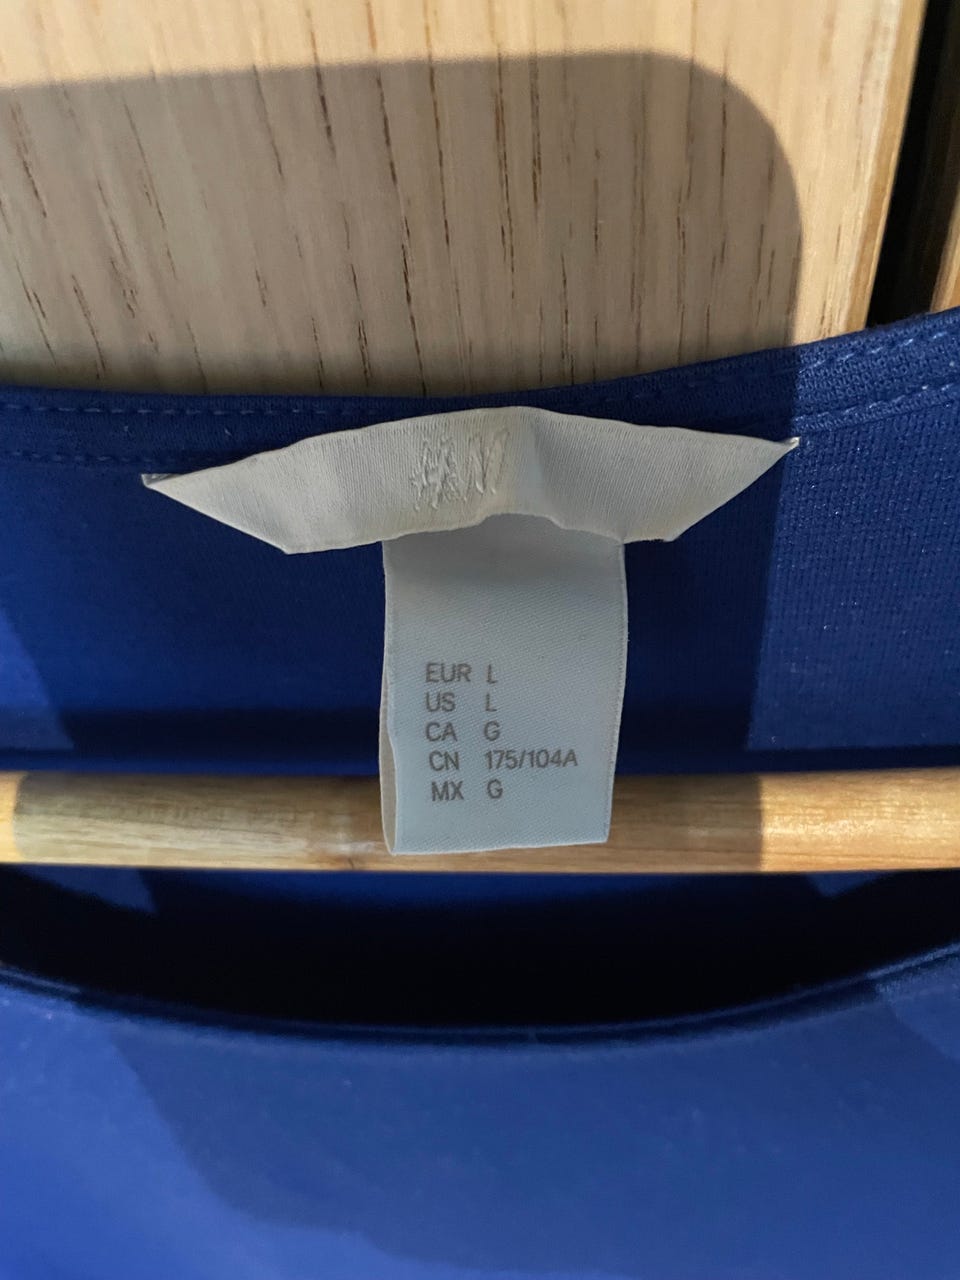 H&M
EUR L
US L
CA G
CN 175/104A
MX G